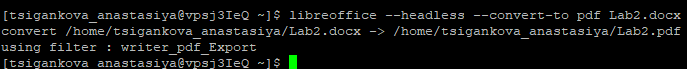 [tsigankova_anastasiya@vpsj3IeQ ~]$ libreoffice --headless --convert-to pdf Lab2.docx
convert /home/tsigankova_anastasiya/Lab2.docx -> /home/tsigankova_anastasiya/Lab2.pdf
using filter : writer_pdf_Export
[tsigankova_anastasiya@vpsj3IeQ ~]$